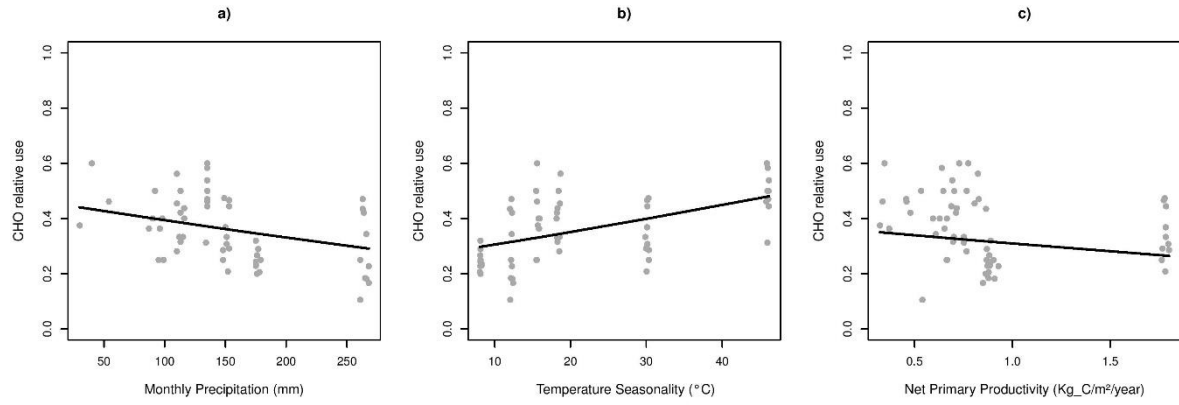 a)
CHO relative use
1.0
0.8
0.6
0.4
0.2
0.0
50 100 150 200 250
Monthly Precipitation (mm)
b)
CHO relative use
1.0
0.8
0.6
0.4
0.2
0.0
10 20 30 40
Temperature Seasonality (°C)
c)
CHO relative use
1.0
0.8
0.6
0.4
0.2
0.0
0.5 1.0 1.5
Net Primary Productivity (Kg_C/m²/year)